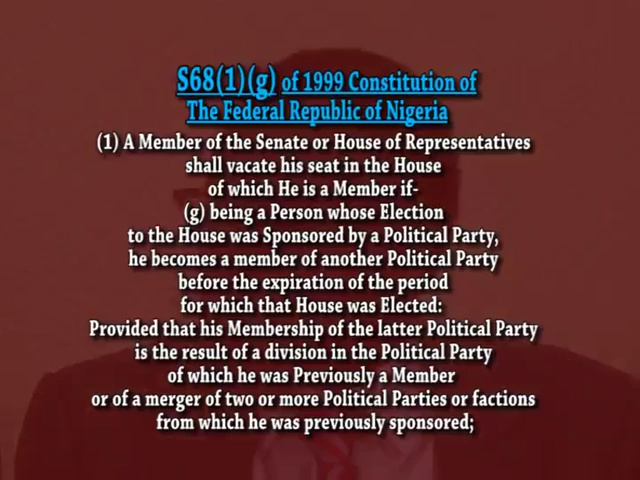 S68(1)(g) of 1999 Constitution of
The Federal Republic of Nigeria
(1) A Member of the Senate or House of Representatives
shall vacate his seat in the House
of which He is a Member if-
(g) being a Person whose Election
to the House was Sponsored by a Political Party,
he becomes a member of another Political Party
before the expiration of the period
for which that House was Elected:
Provided that his Membership of the latter Political Party
is the result of a division in the Political Party
of which he was Previously a Member
or of a merger of two or more Political Parties or factions
from which he was previously sponsored;